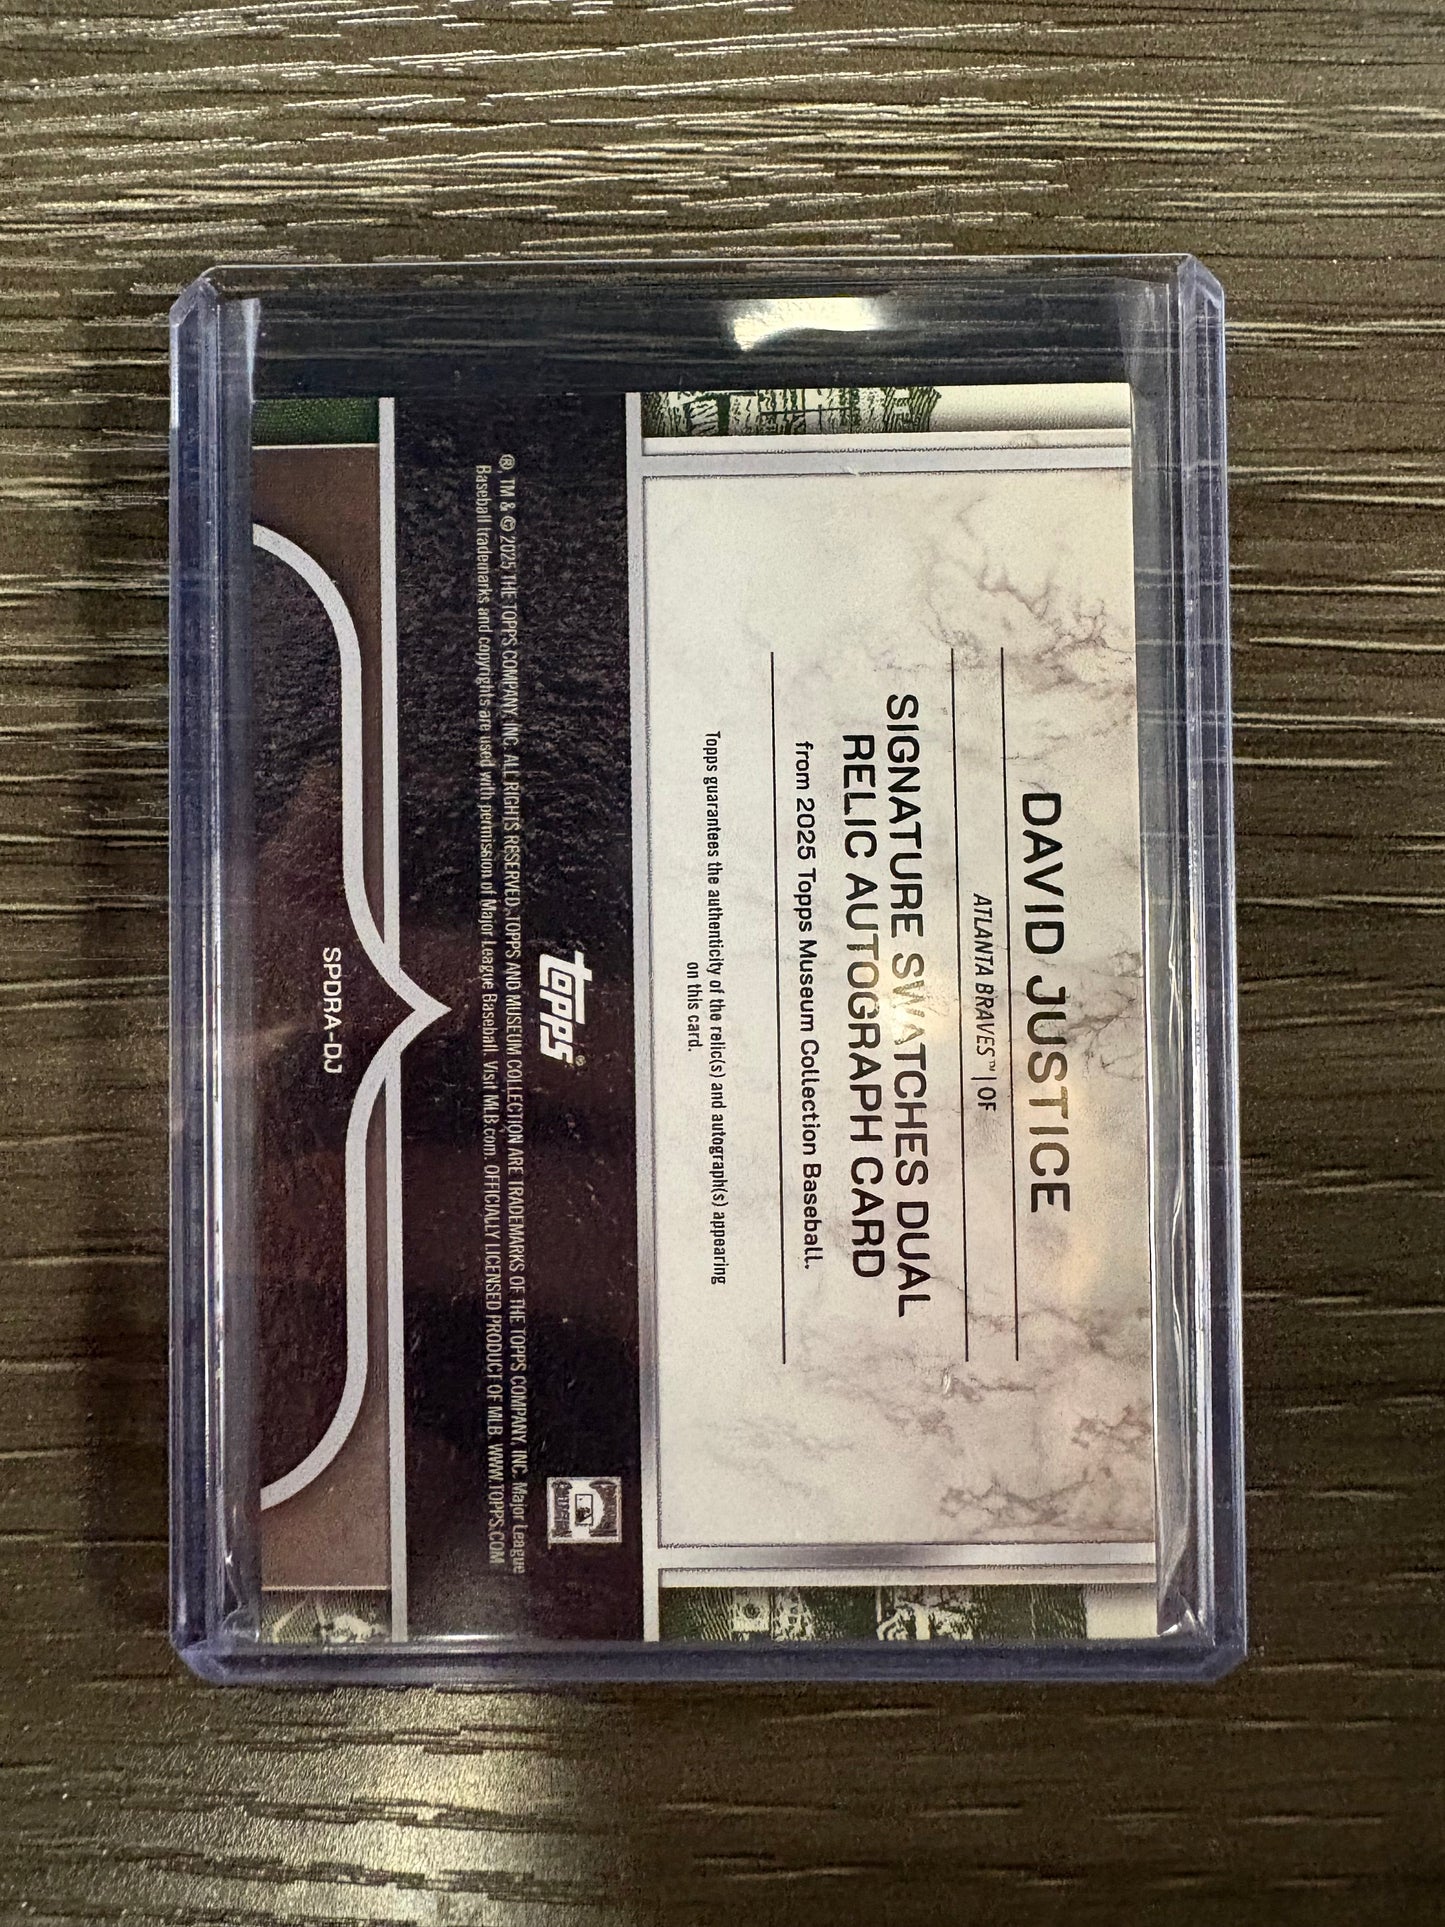 DAVID JUSTICE
ATLANTA BRAVES™ | OF
SIGNATURE SWATCHES DUAL
RELIC AUTOGRAPH CARD
from 2025 Topps Museum Collection Baseball.
Topps guarantees the authenticity of the relic(s) and autograph(s) appearing
on this card.
topps®
®, TM & © 2025 THE TOPPS COMPANY, INC. ALL RIGHTS RESERVED. TOPPS AND MUSEUM COLLECTION ARE TRADEMARKS OF THE TOPPS COMPANY, INC. Major League
Baseball trademarks and copyrights are used with permission of Major League Baseball. Visit MLB.com. OFFICIALLY LICENSED PRODUCT OF MLB. WWW.TOPPS.COM
SPDRA-DJ